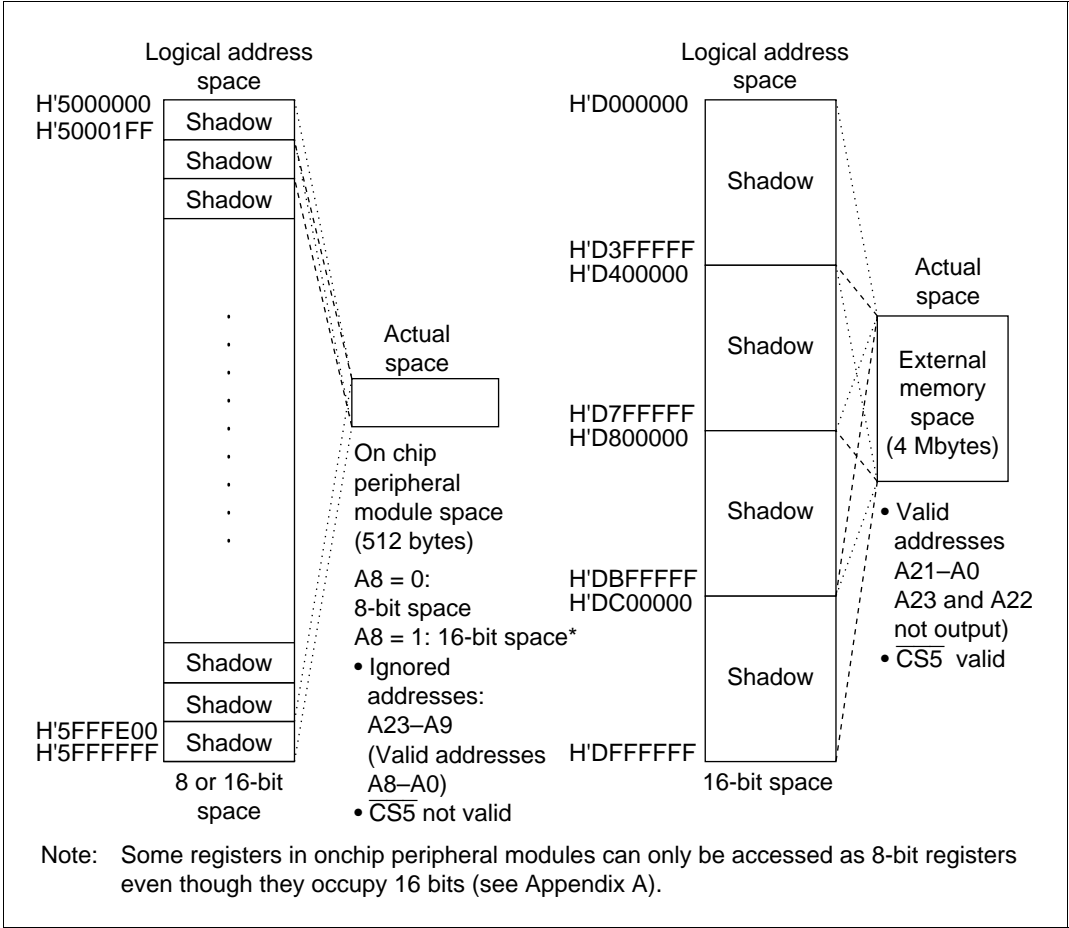 Logical address
space
H'5000000
H'50001FF
Shadow
Shadow
Shadow
Shadow
Shadow
H'5FFFE00
H'5FFFFFF
Shadow
8 or 16-bit
space
Actual
space
On chip
peripheral
module space
(512 bytes)
A8 = 0:
8-bit space
A8 = 1: 16-bit space*
• Ignored
addresses:
A23–A9
(Valid addresses
A8–A0)
• CS5 not valid
Logical address
space
H'D000000
Shadow
H'D3FFFFF
H'D400000
Shadow
H'D7FFFFF
H'D800000
Shadow
H'DBFFFFF
H'DC00000
Shadow
H'DFFFFFF
16-bit space
Actual
space
External
memory
space
(4 Mbytes)
• Valid
addresses
A21–A0
A23 and A22
not output)
• CS5 valid
Note: Some registers in onchip peripheral modules can only be accessed as 8-bit registers
even though they occupy 16 bits (see Appendix A).